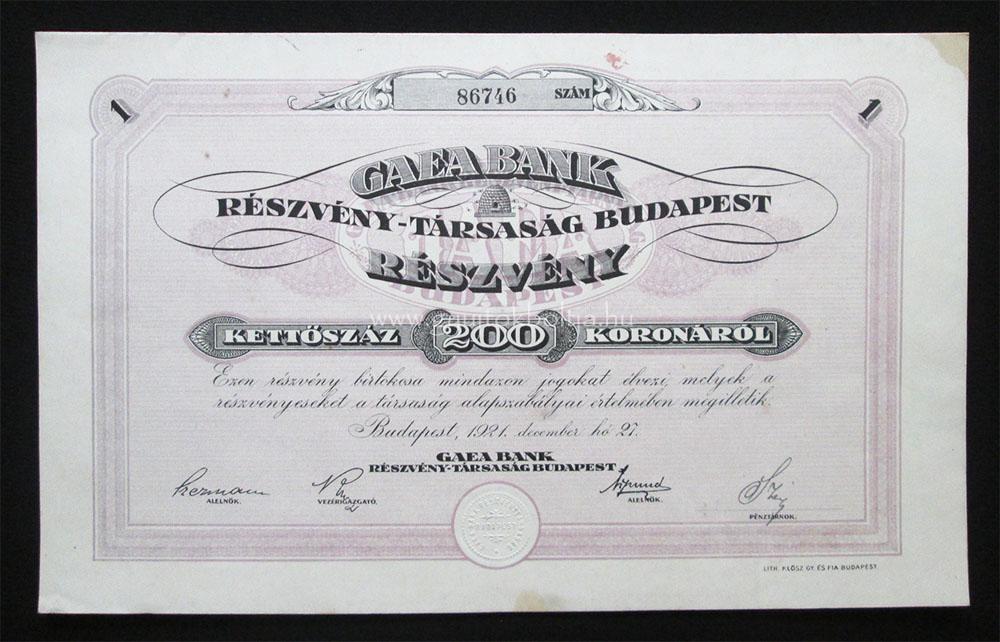 86746 SZÁM
1 1
GAEA BANK
RÉSZVÉNY-TÁRSASÁG BUDAPEST
RÉSZVÉNY
BUDAPEST
KETTŐSZÁZ 200 KORONÁRÓL
Ezen részvény birtokosa mindazon jogokat élvezi, melyek a
részvényeseket a társaság alapszabályai értelmében megilletik.
Budapest, 1921. december hó 27.
GAEA BANK
RÉSZVÉNY-TÁRSASÁG BUDAPEST
ALELNÖK.
VEZÉRIGAZGATÓ.
ALELNÖK.
PÉNZTÁRNOK.
LITH. KLÖSZ GY. ÉS FIA BUDAPEST.